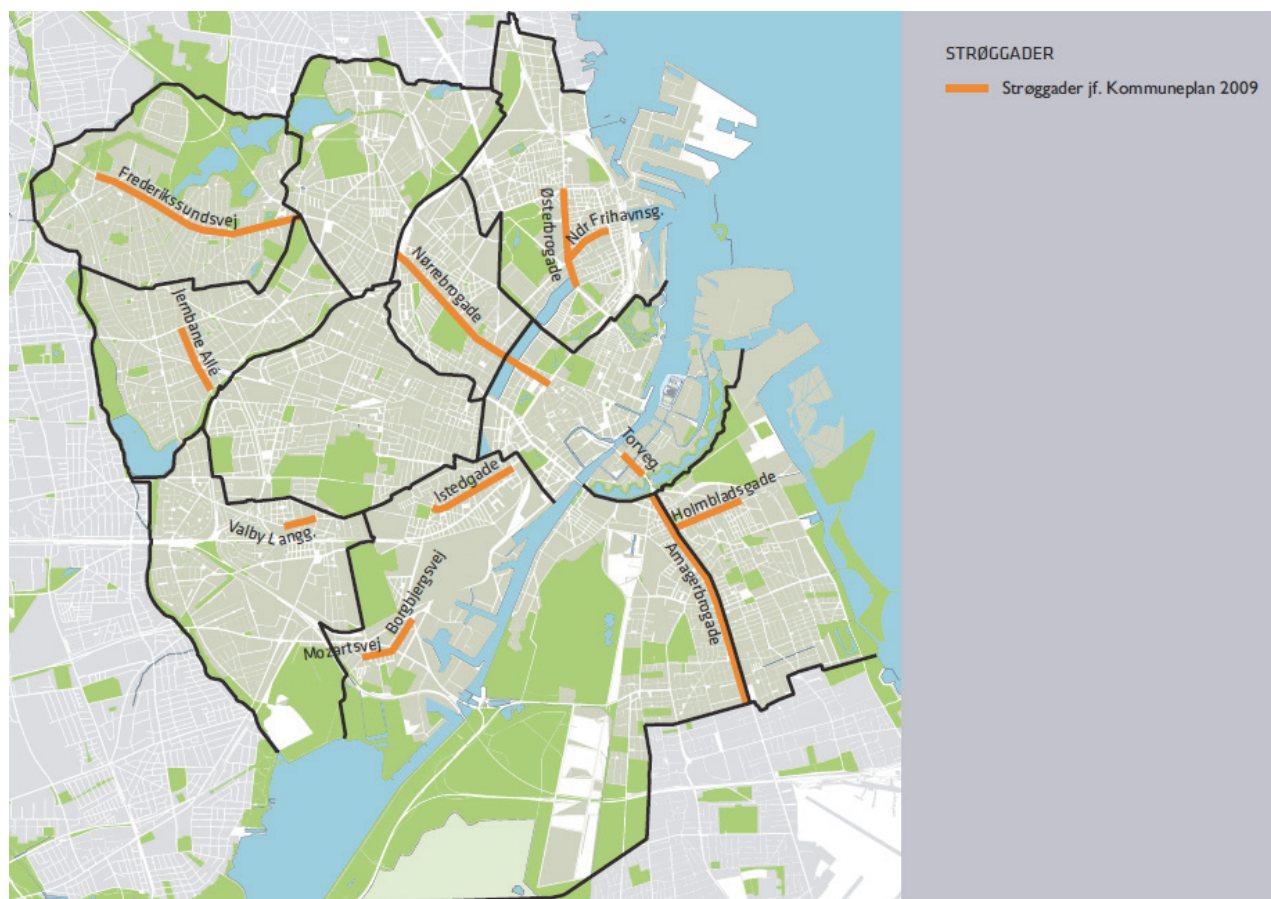 STRØGGADER
Strøggader jf. Kommuneplan 2009
Frederikssundsvej
Østerbrogade
Ndr Frihavnsg.
Nørrebrogade
Jernbane Allé
Torveg.
Istedgade
Holmbladsgade
Valby Langg.
Amagerbrogade
Borgbjergsvej
Mozartsvej